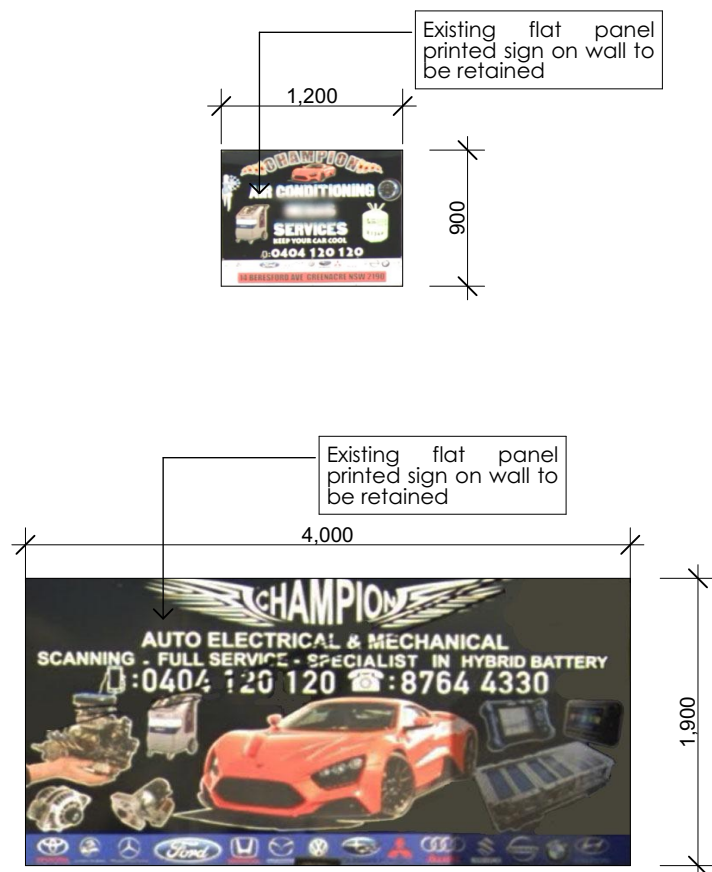 Existing flat panel
printed sign on wall to
be retained
1,200
900
CHAMPION
AIR CONDITIONING
SERVICES
KEEP YOUR CAR COOL
:0404 120 120
14 BERESFORD AVE GREENACRE NSW 2190
Existing flat panel
printed sign on wall to
be retained
4,000
1,900
CHAMPION
AUTO ELECTRICAL & MECHANICAL
SCANNING - FULL SERVICE - SPECIALIST IN HYBRID BATTERY
:0404 120 120 ☎:8764 4330
TOYOTA Ford